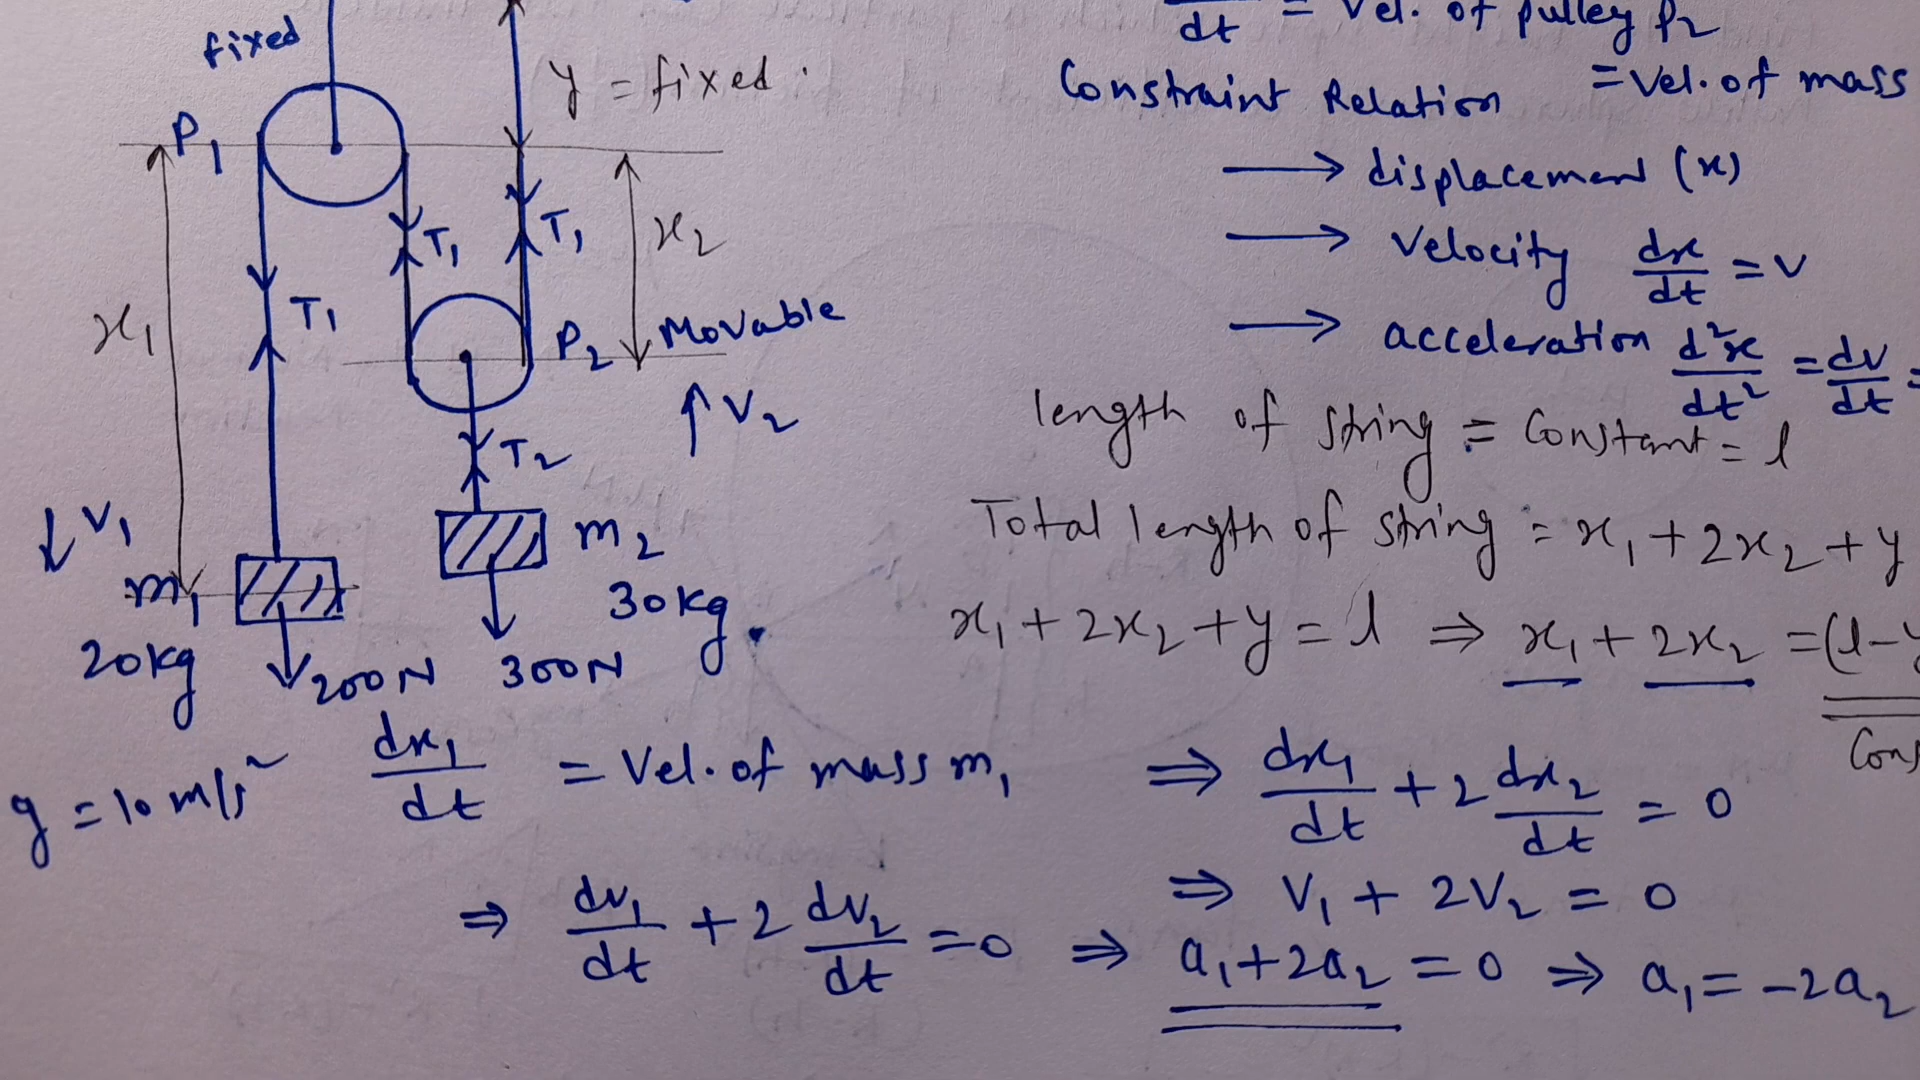 fixed
y = fixed .
P1
x1
T1
T1
T1
x2
P2 Movable
↑ V2
T2
↓ V1
m1
20kg
200N
m2
30kg
300N
g = 10 m/s²
dt = Vel. of pulley P2
= Vel. of mass
Constraint Relation
→ displacement (x)
→ Velocity dx/dt = v
→ acceleration d²x/dt² = dv/dt =
length of string = Constant = l
Total length of string = x1 + 2x2 + y
x1 + 2x2 + y = l ⇒ x1 + 2x2 = (l-y
dx1/dt = Vel. of mass m1
⇒ dx1/dt + 2 dx2/dt = 0
⇒ V1 + 2V2 = 0
⇒ dv1/dt + 2 dv2/dt = 0 ⇒ a1 + 2a2 = 0 ⇒ a1 = -2a2